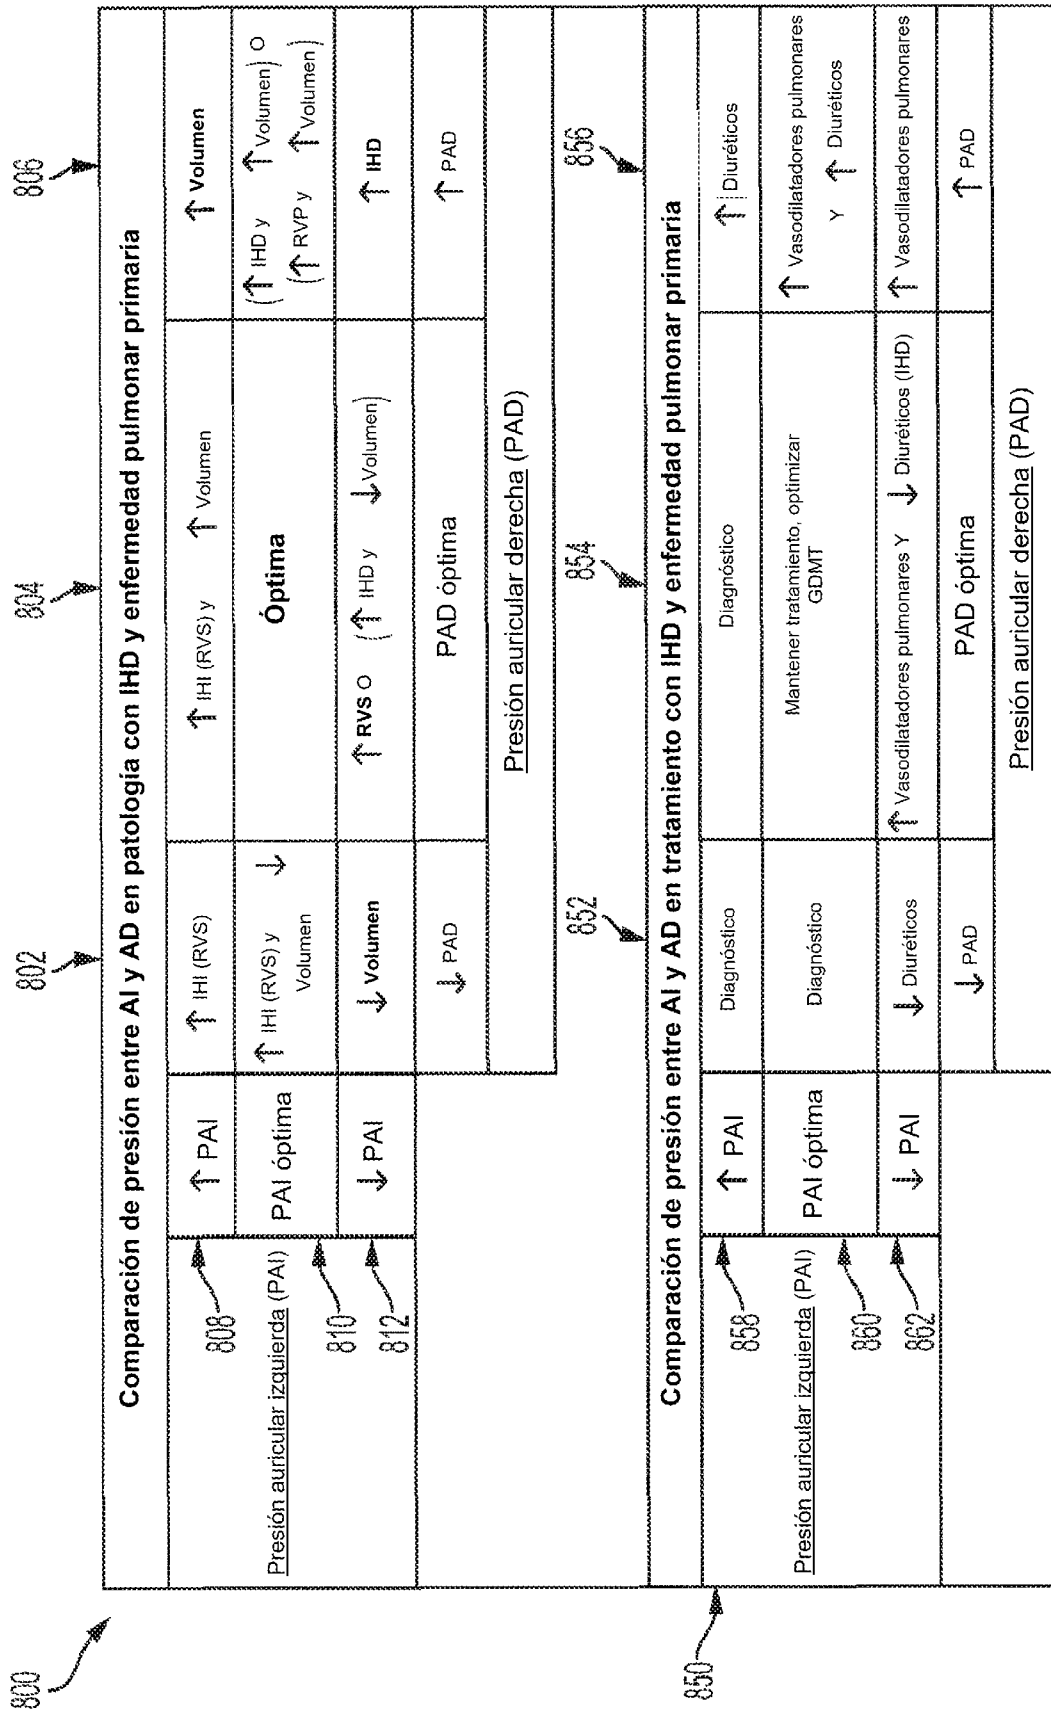 800
802
804
806
Comparación de presión entre AI y AD en patología con IHD y enfermedad pulmonar primaria
Presión auricular izquierda (PAI)
808
↑ PAI
↑ IHI (RVS)
↑ IHI (RVS) y ↑ Volumen
↑ Volumen
810
PAI óptima
↑ IHI (RVS) y ↓
Volumen
Óptima
(↑ IHD y ↑ Volumen) O
(↑ RVP y ↑ Volumen)
812
↓ PAI
↓ Volumen
↑ RVS O (↑ IHD y ↓ Volumen)
↑ IHD
↓ PAD
PAD óptima
↑ PAD
Presión auricular derecha (PAD)
850
852
854
856
Comparación de presión entre AI y AD en tratamiento con IHD y enfermedad pulmonar primaria
Presión auricular izquierda (PAI)
858
↑ PAI
Diagnóstico
Diagnóstico
↑ Diuréticos
860
PAI óptima
Diagnóstico
Mantener tratamiento, optimizar
GDMT
↑ Vasodilatadores pulmonares
Y ↑ Diuréticos
862
↓ PAI
↓ Diuréticos
↑ Vasodilatadores pulmonares Y ↓ Diuréticos (IHD)
↑ Vasodilatadores pulmonares
↓ PAD
PAD óptima
↑ PAD
Presión auricular derecha (PAD)